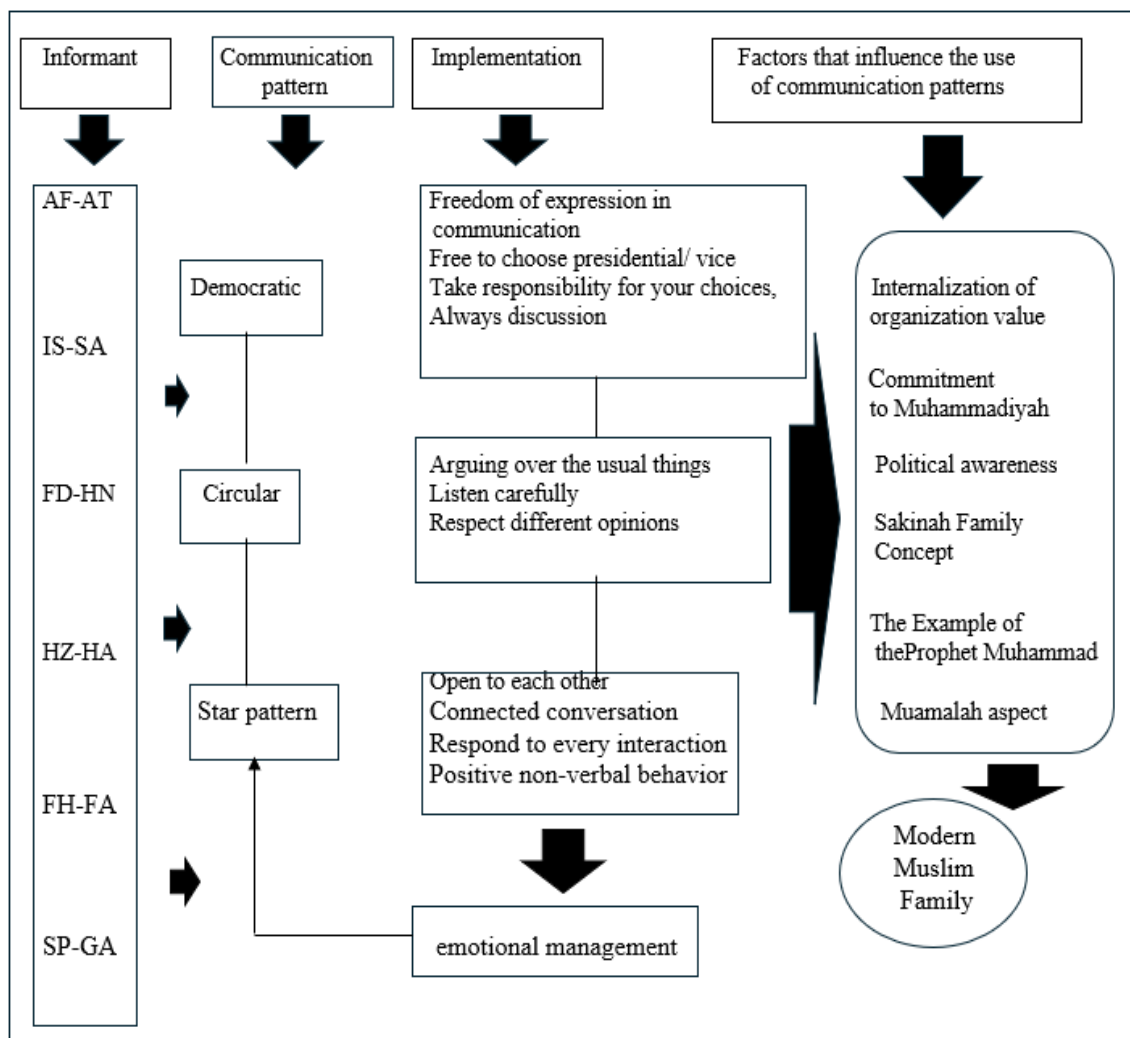 Informant
Communication
pattern
Implementation
Factors that influence the use
of communication patterns
AF-AT
IS-SA
FD-HN
HZ-HA
FH-FA
SP-GA
Democratic
Circular
Star pattern
Freedom of expression in
communication
Free to choose presidential/ vice
Take responsibility for your choices,
Always discussion
Arguing over the usual things
Listen carefully
Respect different opinions
Open to each other
Connected conversation
Respond to every interaction
Positive non-verbal behavior
emotional management
Internalization of
organization value
Commitment
to Muhammadiyah
Political awareness
Sakinah Family
Concept
The Example of
theProphet Muhammad
Muamalah aspect
Modern
Muslim
Family